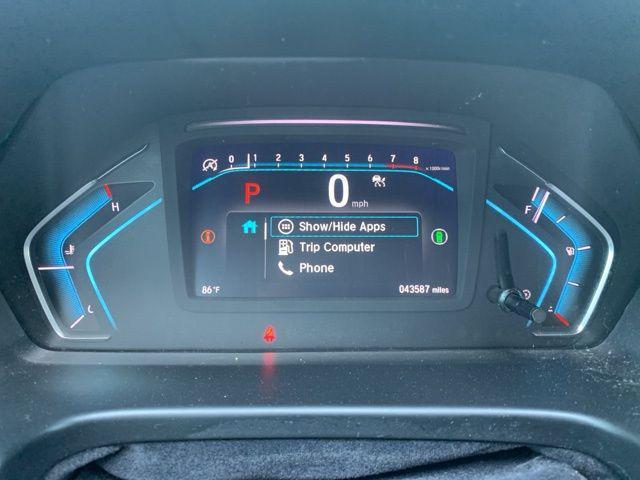 0 1 2 3 4 5 6 7 8
x 1000r/min
P 0 mph
H
F
Show/Hide Apps
Trip Computer
Phone
C
86°F
043587 miles